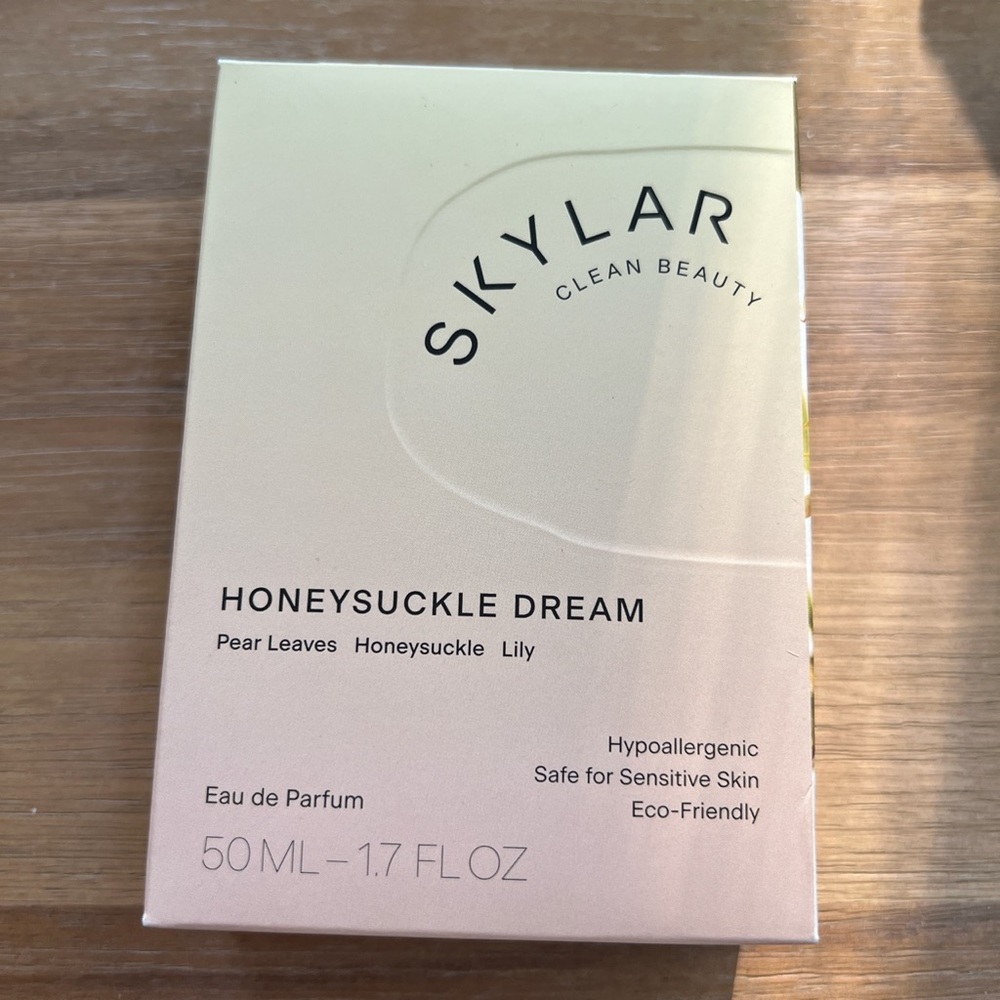 SKYLAR
CLEAN BEAUTY
HONEYSUCKLE DREAM
Pear Leaves Honeysuckle Lily
Hypoallergenic
Safe for Sensitive Skin
Eco-Friendly
Eau de Parfum
50 ML – 1.7 FL OZ